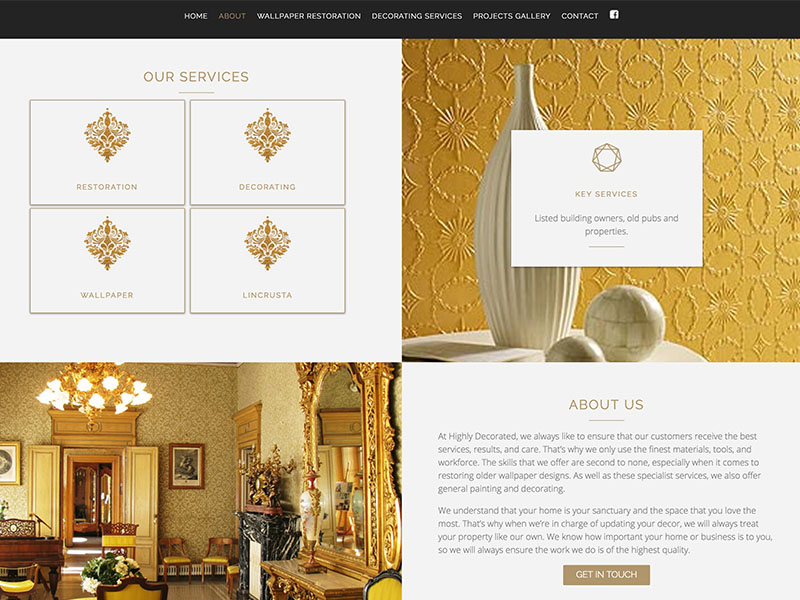 HOME ABOUT WALLPAPER RESTORATION DECORATING SERVICES PROJECTS GALLERY CONTACT
OUR SERVICES
RESTORATION
DECORATING
WALLPAPER
LINCRUSTA
KEY SERVICES
Listed building owners, old pubs and
properties.
ABOUT US
At Highly Decorated, we always like to ensure that our customers receive the best
services, results, and care. That's why we only use the finest materials, tools, and
workforce. The skills that we offer are second to none, especially when it comes to
restoring older wallpaper designs. As well as these specialist services, we also offer
general painting and decorating.
We understand that your home is your sanctuary and the space that you love the
most. That's why when we're in charge of updating your decor, we will always treat
your property like our own. We know how important your home or business is to you,
so we will always ensure the work we do is of the highest quality.
GET IN TOUCH